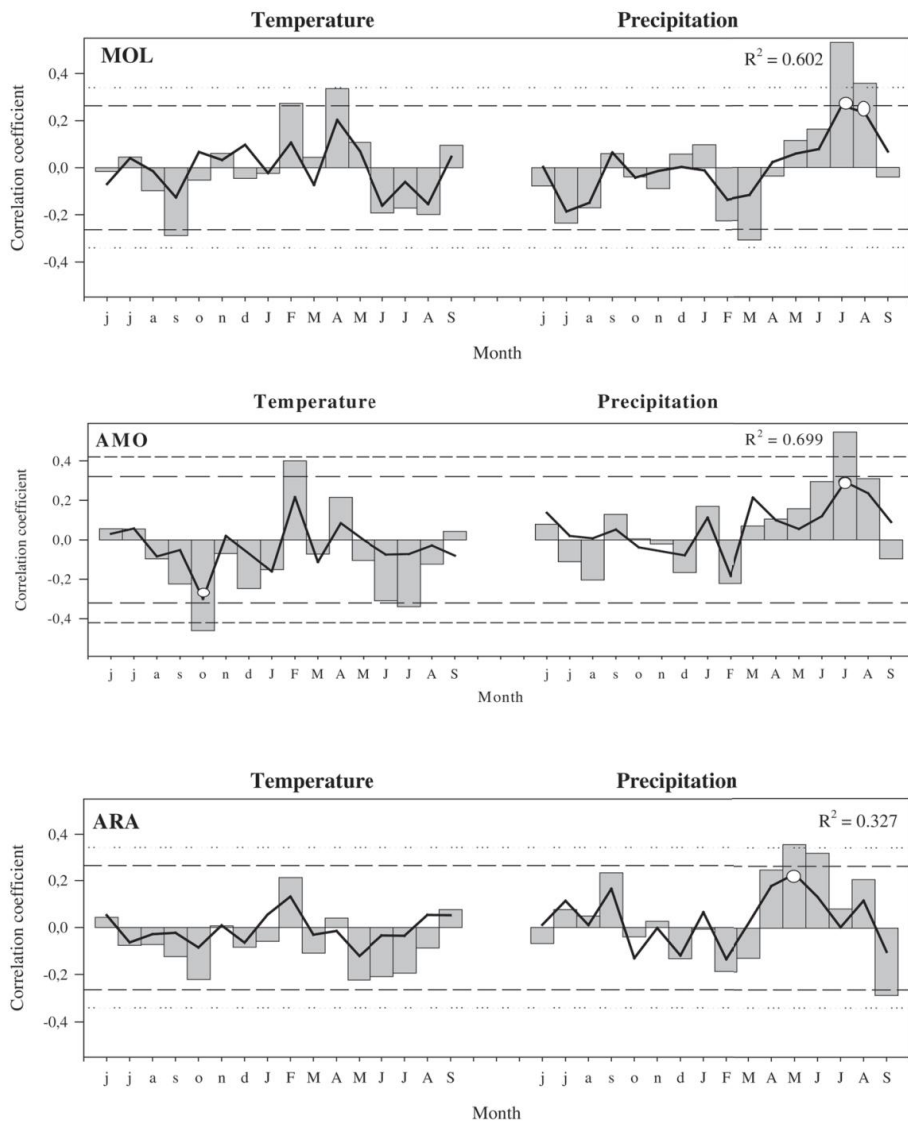 Temperature Precipitation
MOL R² = 0.602
Correlation coefficient
0,4
0,2
0,0
-0,2
-0,4
j j a s o n d J F M A M J J A S j j a s o n d J F M A M J J A S
Month
Temperature Precipitation
AMO R² = 0.699
Correlation coefficient
0,4
0,2
0,0
-0,2
-0,4
j j a s o n d J F M A M J J A S j j a s o n d J F M A M J J A S
Month
Temperature Precipitation
ARA R² = 0.327
Correlation coefficient
0,4
0,2
0,0
-0,2
-0,4
j j a s o n d J F M A M J J A S j j a s o n d J F M A M J J A S
Month